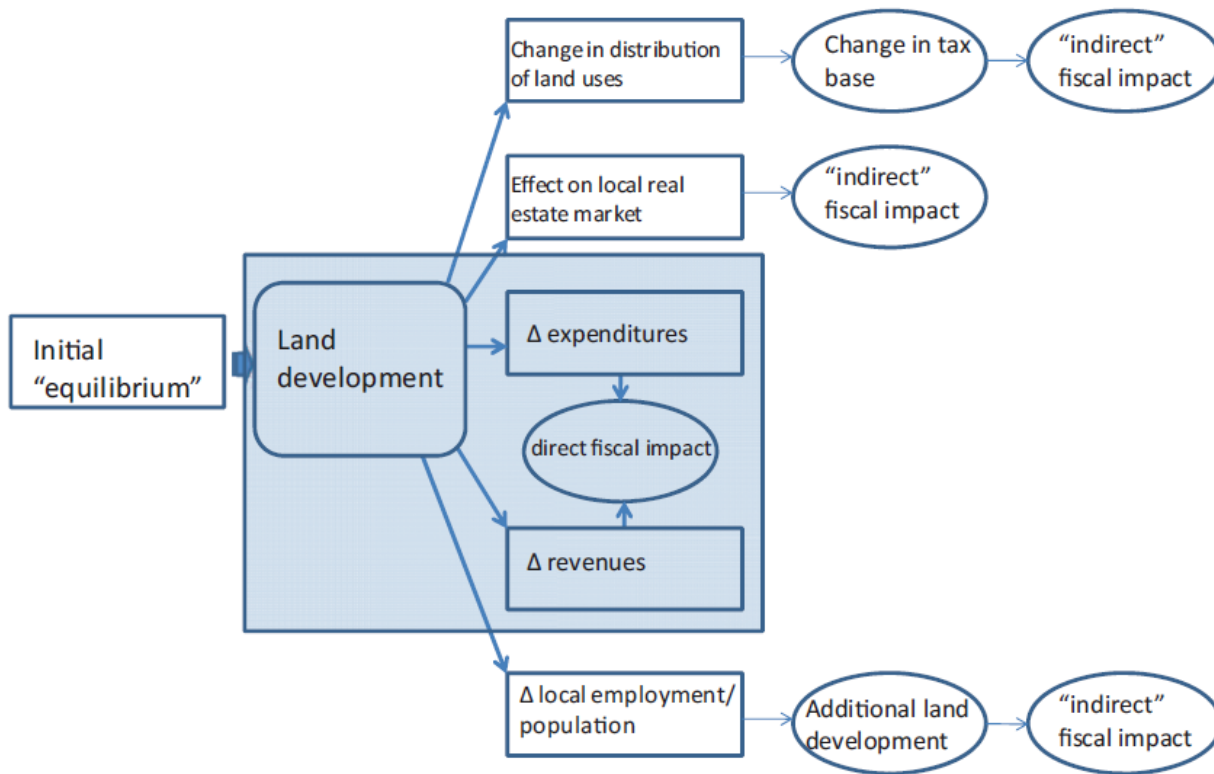 Change in distribution
of land uses
Change in tax
base
“indirect”
fiscal impact
Effect on local real
estate market
“indirect”
fiscal impact
Initial
“equilibrium”
Land
development
Δ expenditures
direct fiscal impact
Δ revenues
Δ local employment/
population
Additional land
development
“indirect”
fiscal impact